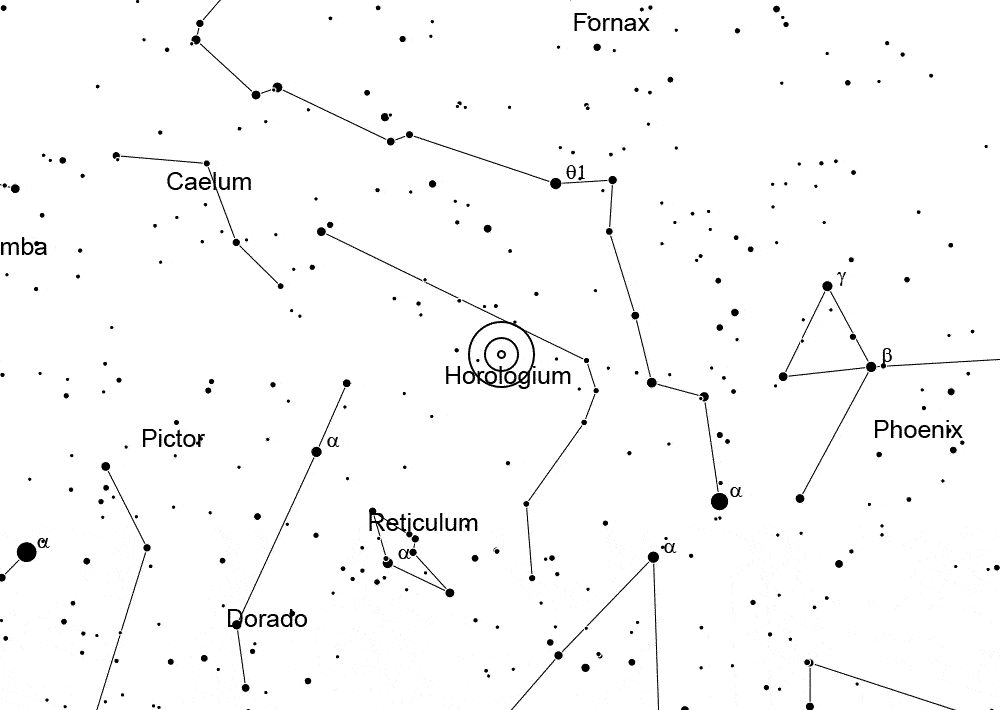 Fornax
θ1
Caelum
mba
γ
β
Horologium
Phoenix
Pictor
α
α
Reticulum
α
α
α
Dorado